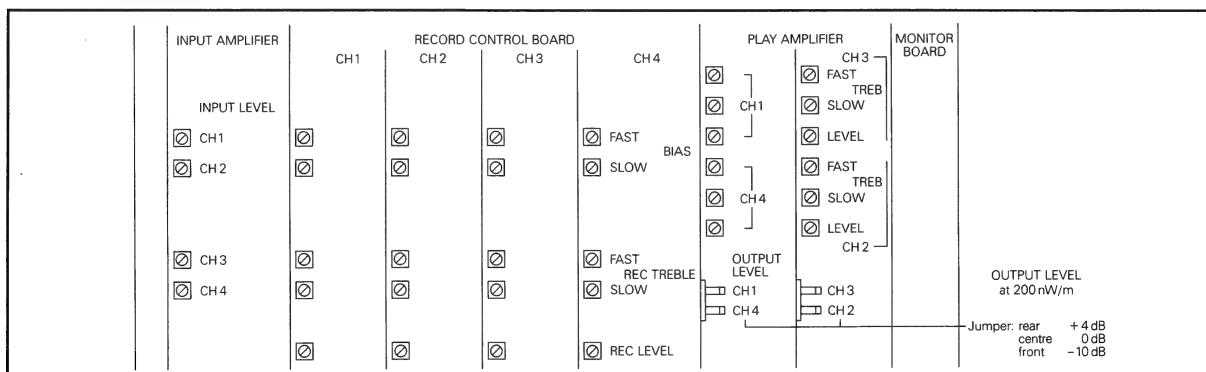 INPUT AMPLIFIER
INPUT LEVEL
CH1
CH2
CH3
CH4
RECORD CONTROL BOARD
CH1
CH2
CH3
CH4
FAST
BIAS
SLOW
FAST
REC TREBLE
SLOW
REC LEVEL
PLAY AMPLIFIER
CH1
CH4
OUTPUT
LEVEL
CH1
CH4
CH3
FAST
TREB
SLOW
LEVEL
FAST
TREB
SLOW
LEVEL
CH2
CH3
CH2
MONITOR
BOARD
OUTPUT LEVEL
at 200 nW/m
Jumper: rear +4 dB
centre 0 dB
front -10 dB